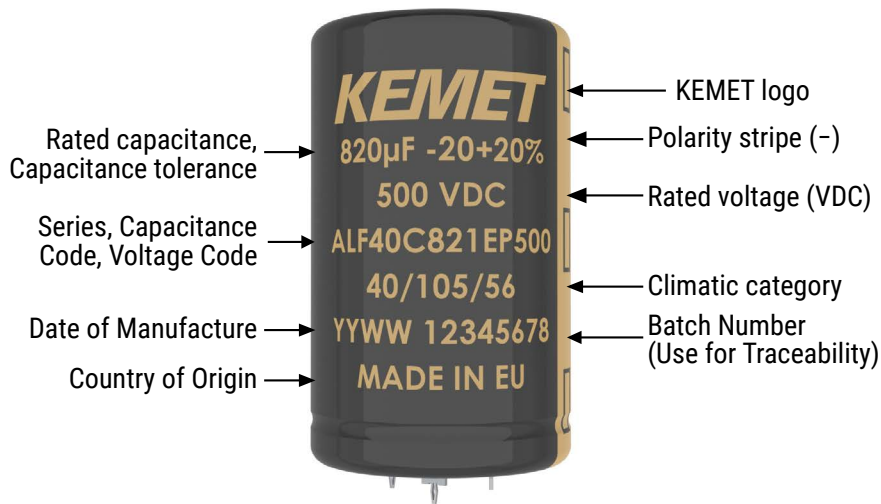 KEMET
820µF -20+20%
500 VDC
ALF40C821EP500
40/105/56
YYWW 12345678
MADE IN EU
Rated capacitance,
Capacitance tolerance
Series, Capacitance
Code, Voltage Code
Date of Manufacture
Country of Origin
KEMET logo
Polarity stripe (−)
Rated voltage (VDC)
Climatic category
Batch Number
(Use for Traceability)